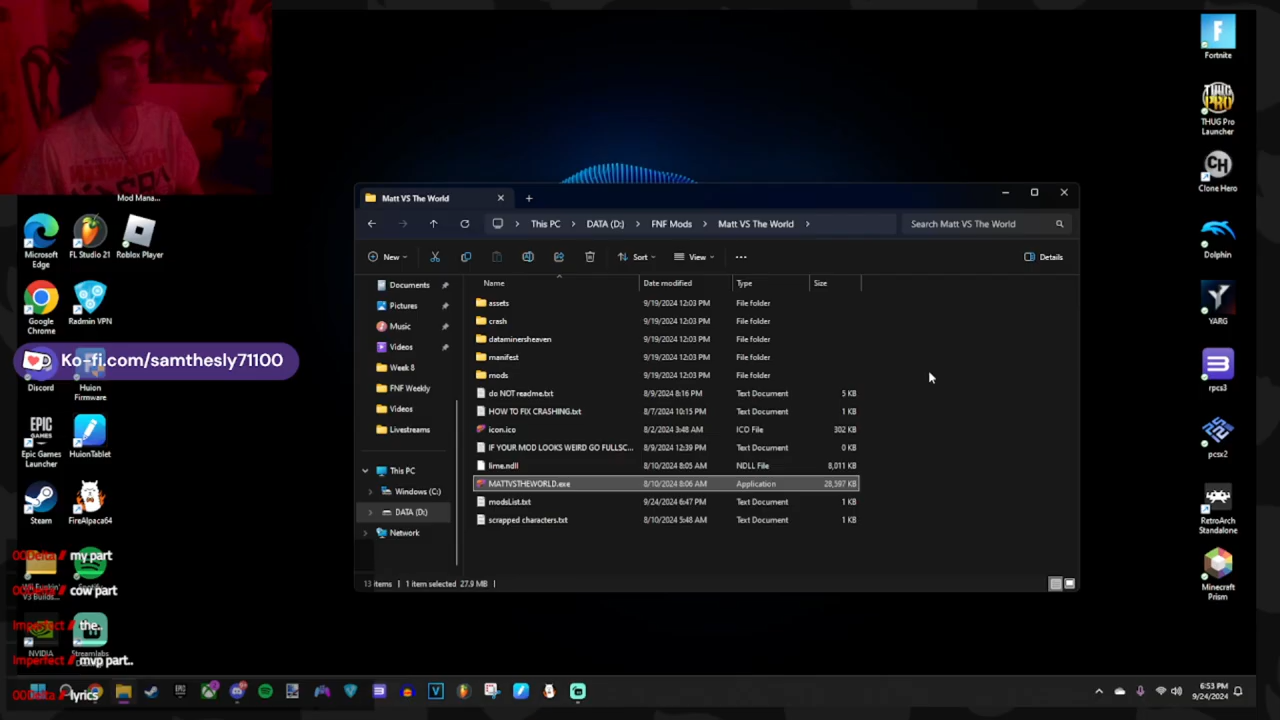 Mod Mana...
Microsoft Edge
FL Studio 21
Roblox Player
Google Chrome
Radmin VPN
Ko-fi.com/samthesly71100
Discord
Huion Firmware
Epic Games Launcher
HuionTablet
Steam
FireAlpaca64
00Delta // my part
00Delta // cow part
Imperfect // the..
Imperfect // mvp part..
00Delta // lyrics
NVIDIA
Matt VS The World
This PC > DATA (D:) > FNF Mods > Matt VS The World >
Search Matt VS The World
New
Sort
View
Details
Documents
Pictures
Music
Videos
Week 8
FNF Weekly
Videos
Livestreams
This PC
Windows (C:)
DATA (D:)
Network
Name Date modified Type Size
assets 9/19/2024 12:03 PM File folder
crash 9/19/2024 12:03 PM File folder
dataminersheaven 9/19/2024 12:03 PM File folder
manifest 9/19/2024 12:03 PM File folder
mods 9/19/2024 12:03 PM File folder
do NOT readme.txt 8/9/2024 8:16 PM Text Document 5 KB
HOW TO FIX CRASHING.txt 8/7/2024 10:15 PM Text Document 1 KB
icon.ico 8/2/2024 3:48 AM ICO File 302 KB
IF YOUR MOD LOOKS WEIRD GO FULLSC... 8/9/2024 12:39 PM Text Document 0 KB
lime.ndll 8/10/2024 8:05 AM NDLL File 8,011 KB
MATTVSTHEWORLD.exe 8/10/2024 8:06 AM Application 28,597 KB
modsList.txt 9/24/2024 6:47 PM Text Document 1 KB
scrapped characters.txt 8/10/2024 5:48 AM Text Document 1 KB
13 items | 1 item selected 27.9 MB |
Fortnite
THUG Pro Launcher
Clone Hero
Dolphin
YARG
rpcs3
pcsx2
RetroArch Standalone
Minecraft Prism
6:53 PM
9/24/2024